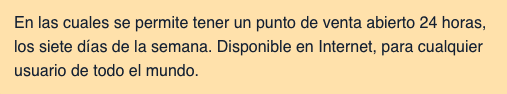 En las cuales se permite tener un punto de venta abierto 24 horas,
los siete días de la semana. Disponible en Internet, para cualquier
usuario de todo el mundo.